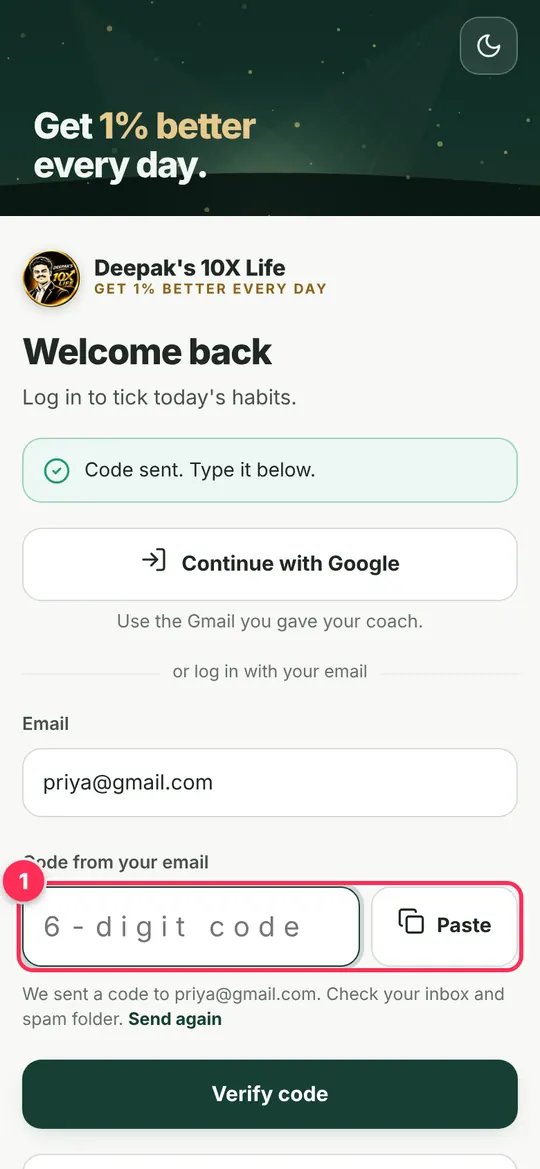 Get 1% better
every day.
DEEPAK'S
10X
LIFE
Deepak's 10X Life
GET 1% BETTER EVERY DAY
Welcome back
Log in to tick today's habits.
Code sent. Type it below.
Continue with Google
Use the Gmail you gave your coach.
or log in with your email
Email
priya@gmail.com
Code from your email
1
6-digit code
Paste
We sent a code to priya@gmail.com. Check your inbox and
spam folder. Send again
Verify code